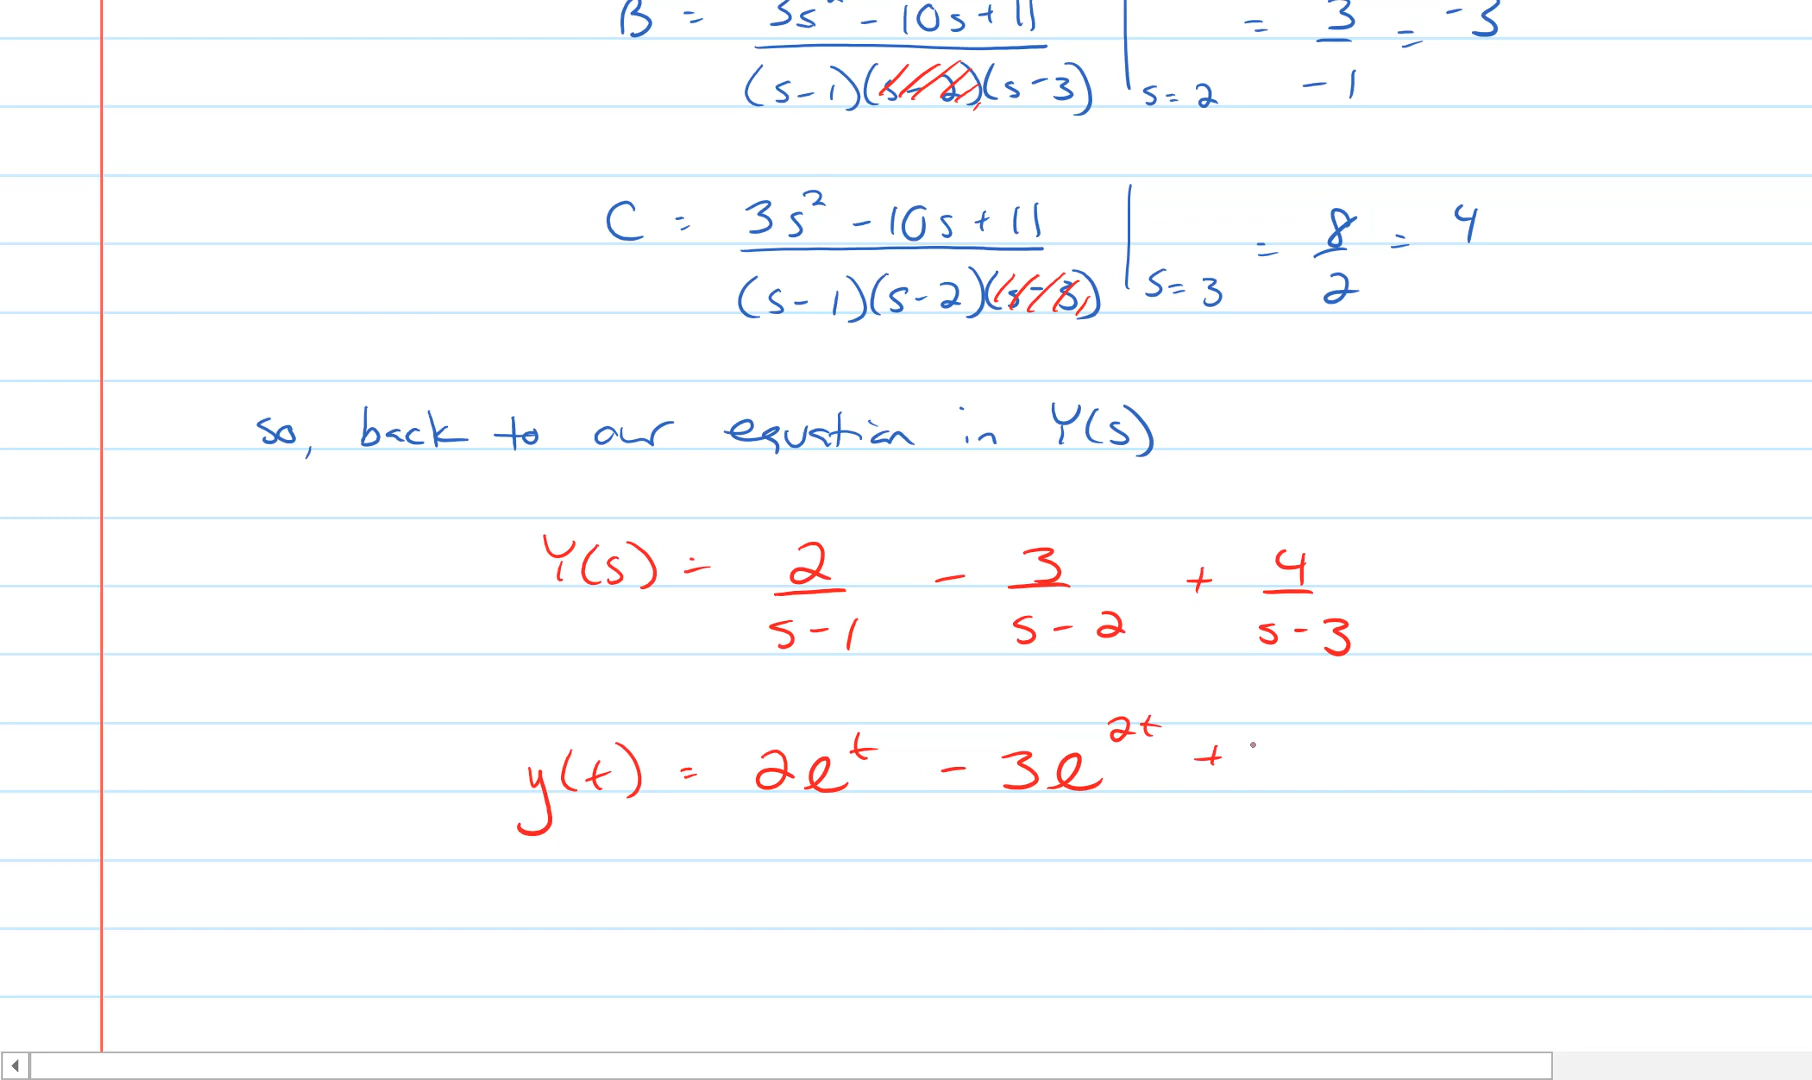 B = 3s² - 10s + 11 / (s-1)(s-2)(s-3) | s=2 = 3 / -1 = -3
C = 3s² - 10s + 11 / (s-1)(s-2)(s-3) | s=3 = 8 / 2 = 4
so, back to our equation in Y(s)
Y(s) = 2 / s-1 - 3 / s-2 + 4 / s-3
y(t) = 2e^t - 3e^2t +